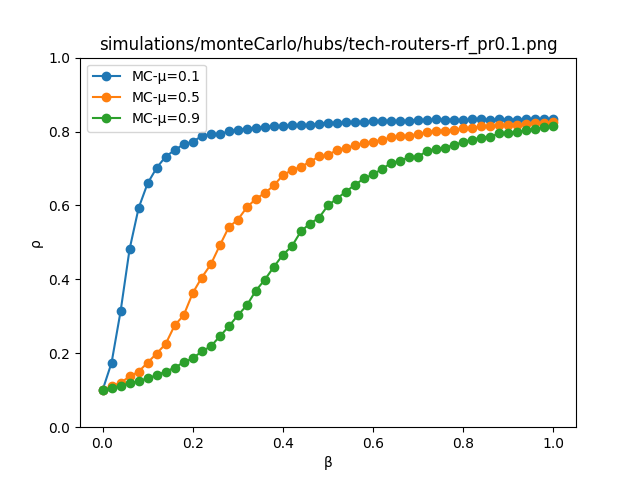 simulations/monteCarlo/hubs/tech-routers-rf_pr0.1.png
MC-μ=0.1
MC-μ=0.5
MC-μ=0.9
1.0
0.8
0.6
0.4
0.2
0.0
ρ
0.0 0.2 0.4 0.6 0.8 1.0
β